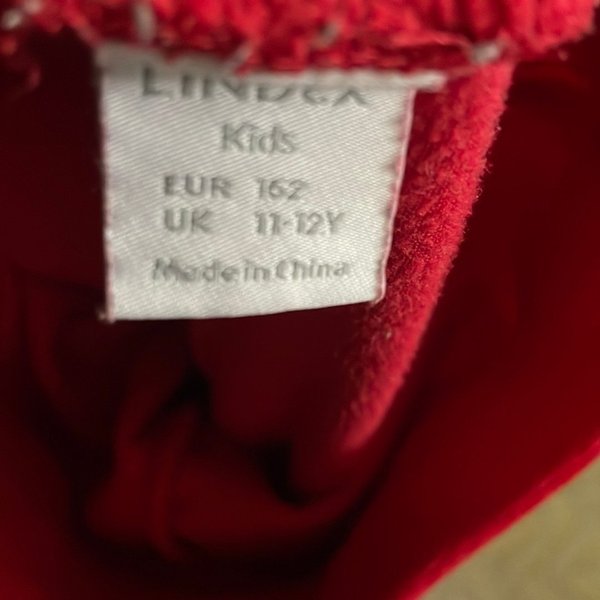 LINDEX
Kids
EUR 162
UK 11-12Y
Made in China